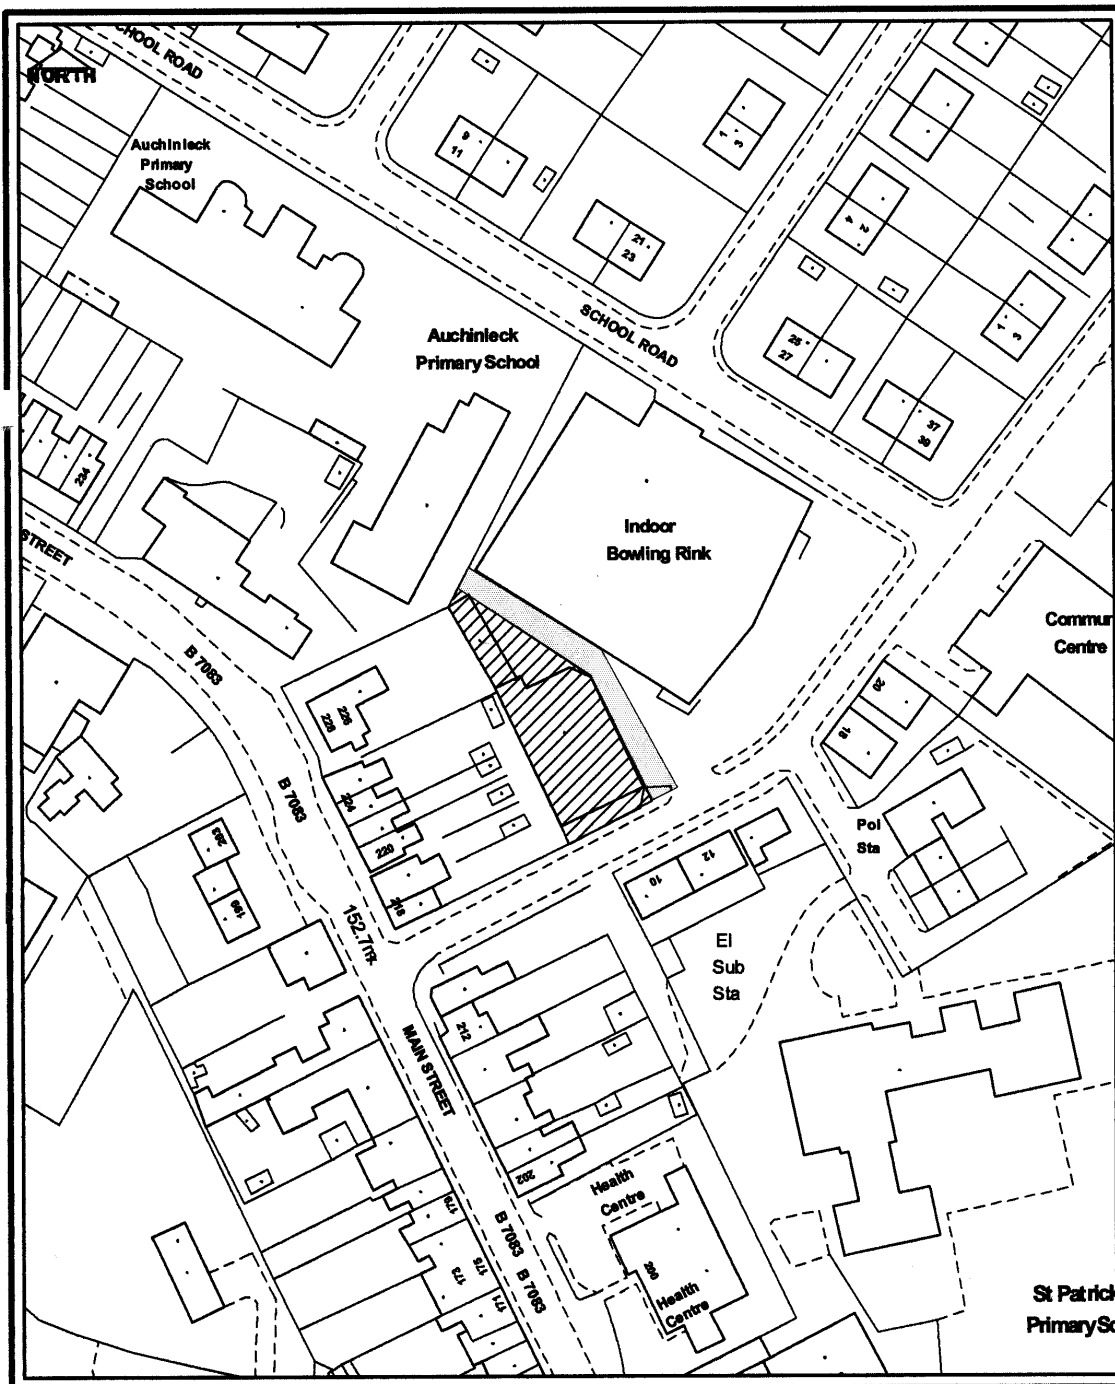 SCHOOL ROAD
NORTH
Auchinleck
Primary
School
9
11
1
3
2
4
21
23
SCHOOL ROAD
1
3
25
27
Auchinleck
Primary School
37
39
234
STREET
Indoor
Bowling Rink
Commun
Centre
B 7083
226
228
20
18
B 7083
224
220
218
Pol
Sta
12
10
263
199
152.7m
El
Sub
Sta
212
MAIN STREET
202
Health
Centre
179
B 7083
175
173
171
B 7083
200
Health
Centre
St Patrick
Primary Sc